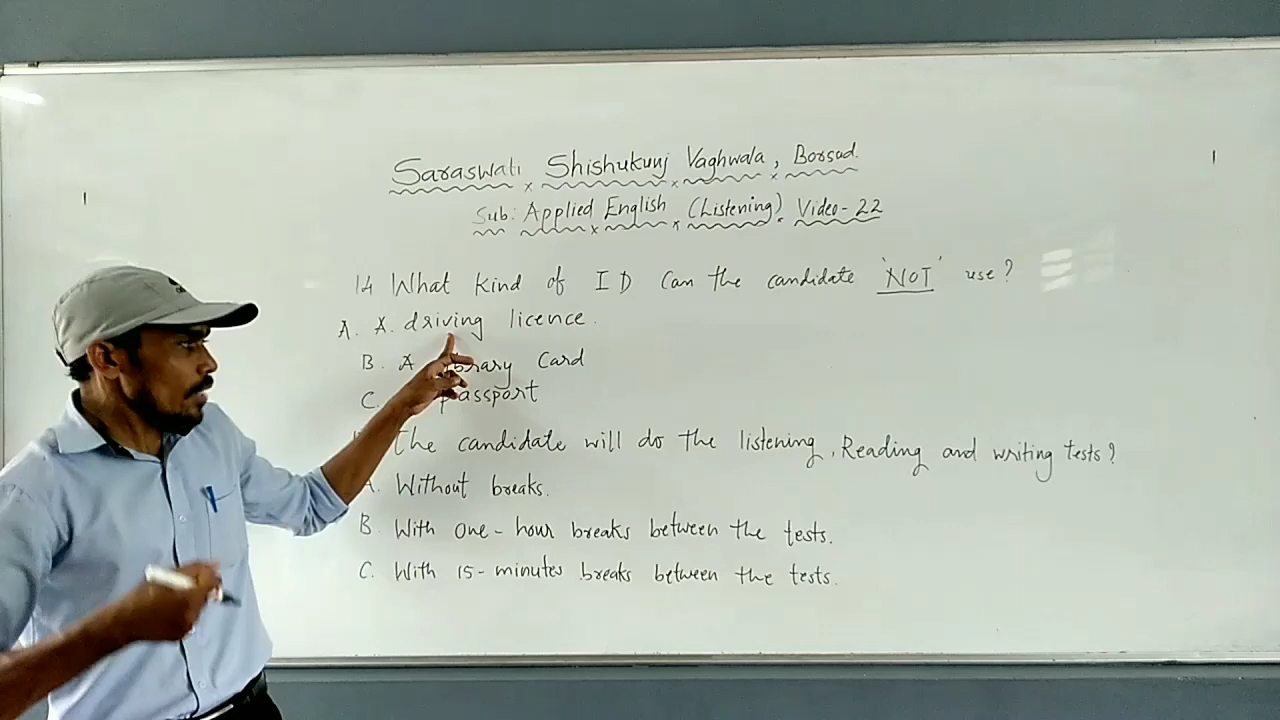 Saraswati Shishukunj Vaghwala, Borsad.
Sub: Applied English (Listening) Video-22
14 What kind of ID can the candidate 'NOT' use?
A. A. driving licence.
B. A library Card
C. passport
The candidate will do the listening, Reading and writing tests?
A. Without breaks.
B. With one-hour breaks between the tests.
C. With 15-minutes breaks between the tests.